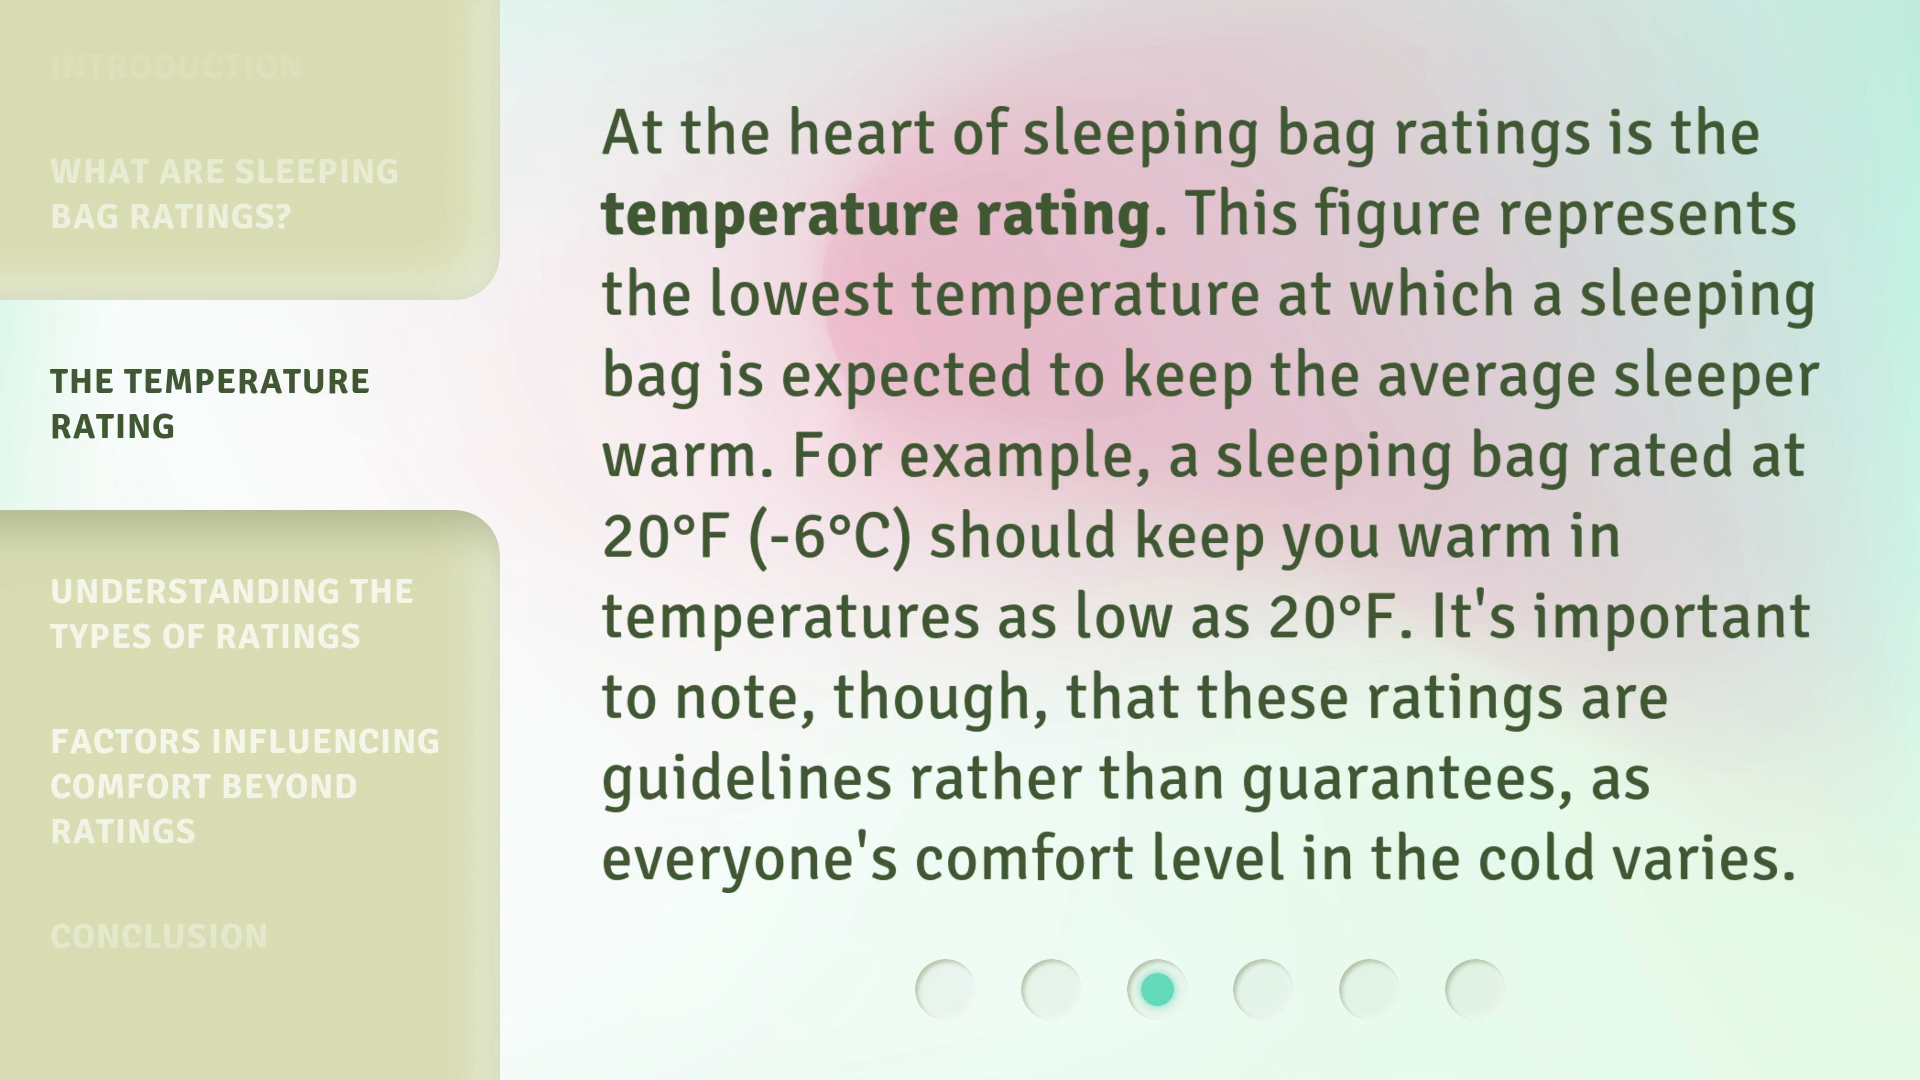 INTRODUCTION
WHAT ARE SLEEPING
BAG RATINGS?
THE TEMPERATURE
RATING
UNDERSTANDING THE
TYPES OF RATINGS
FACTORS INFLUENCING
COMFORT BEYOND
RATINGS
CONCLUSION
At the heart of sleeping bag ratings is the
temperature rating. This figure represents
the lowest temperature at which a sleeping
bag is expected to keep the average sleeper
warm. For example, a sleeping bag rated at
20°F (-6°C) should keep you warm in
temperatures as low as 20°F. It's important
to note, though, that these ratings are
guidelines rather than guarantees, as
everyone's comfort level in the cold varies.